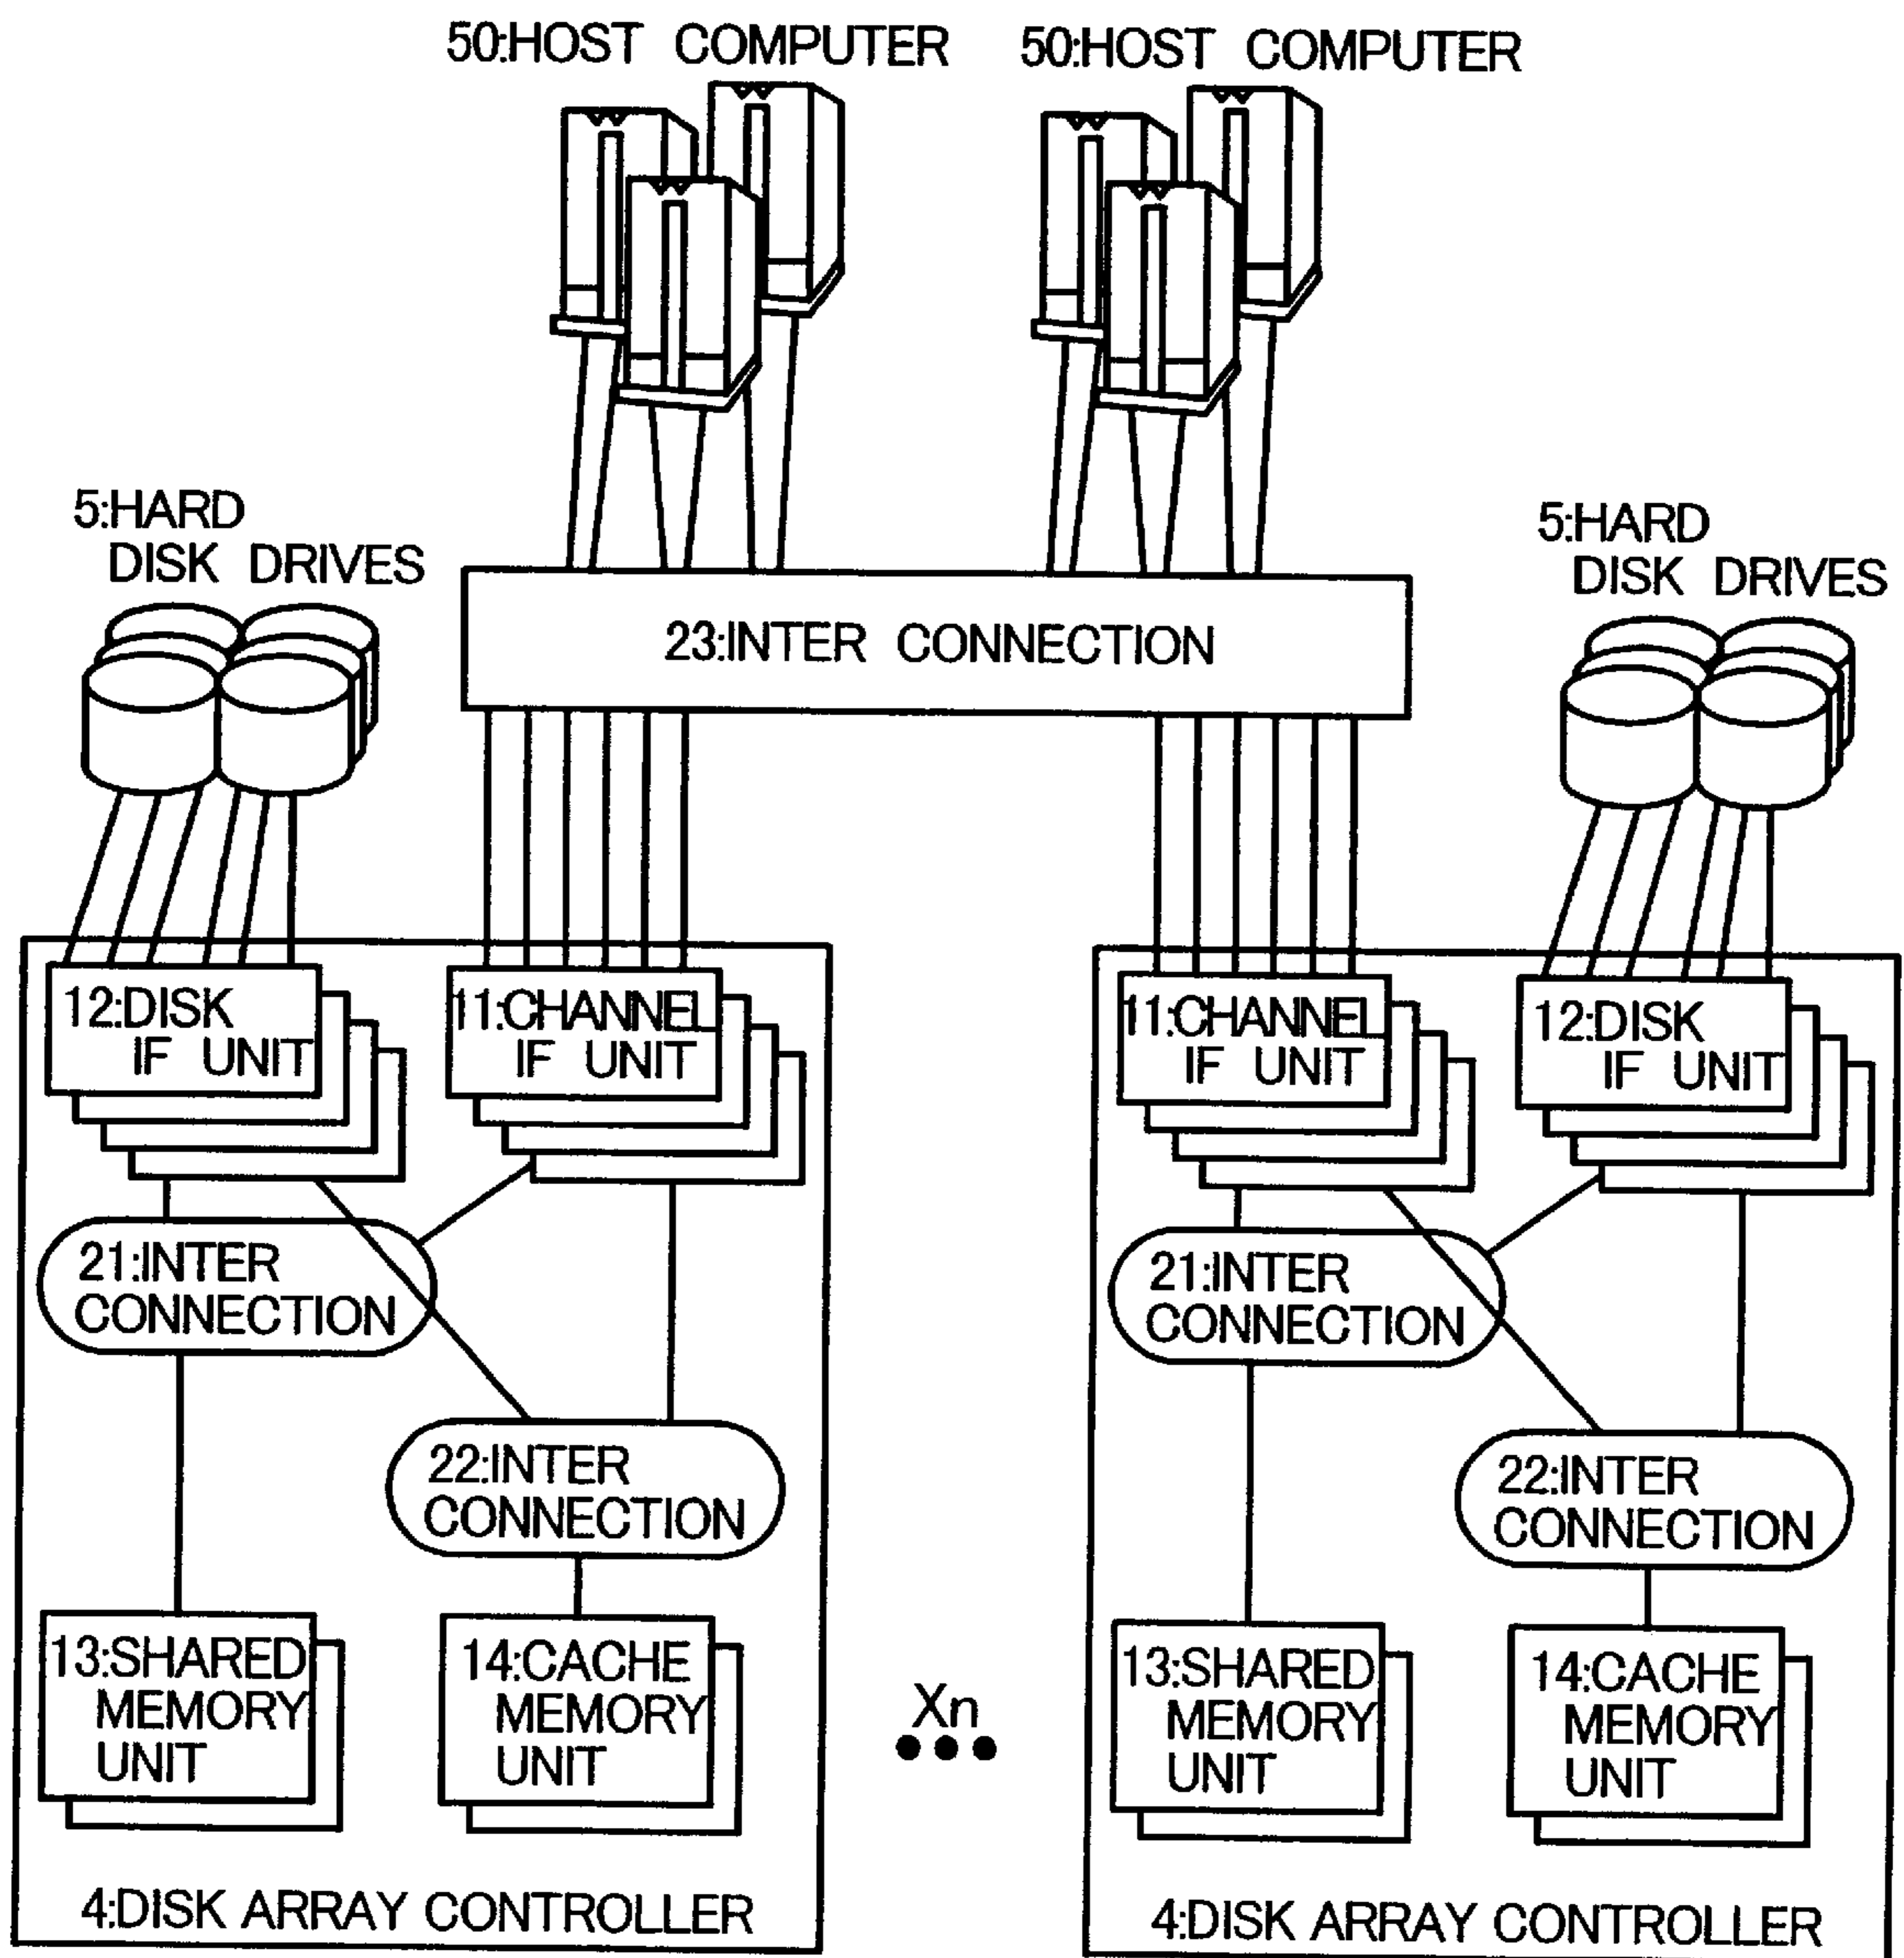 50:HOST COMPUTER
50:HOST COMPUTER
5:HARD
DISK DRIVES
5:HARD
DISK DRIVES
23:INTER CONNECTION
12:DISK
IF UNIT
11:CHANNEL
IF UNIT
11:CHANNEL
IF UNIT
12:DISK
IF UNIT
21:INTER
CONNECTION
21:INTER
CONNECTION
22:INTER
CONNECTION
22:INTER
CONNECTION
13:SHARED
MEMORY
UNIT
14:CACHE
MEMORY
UNIT
Xn
13:SHARED
MEMORY
UNIT
14:CACHE
MEMORY
UNIT
4:DISK ARRAY CONTROLLER
4:DISK ARRAY CONTROLLER